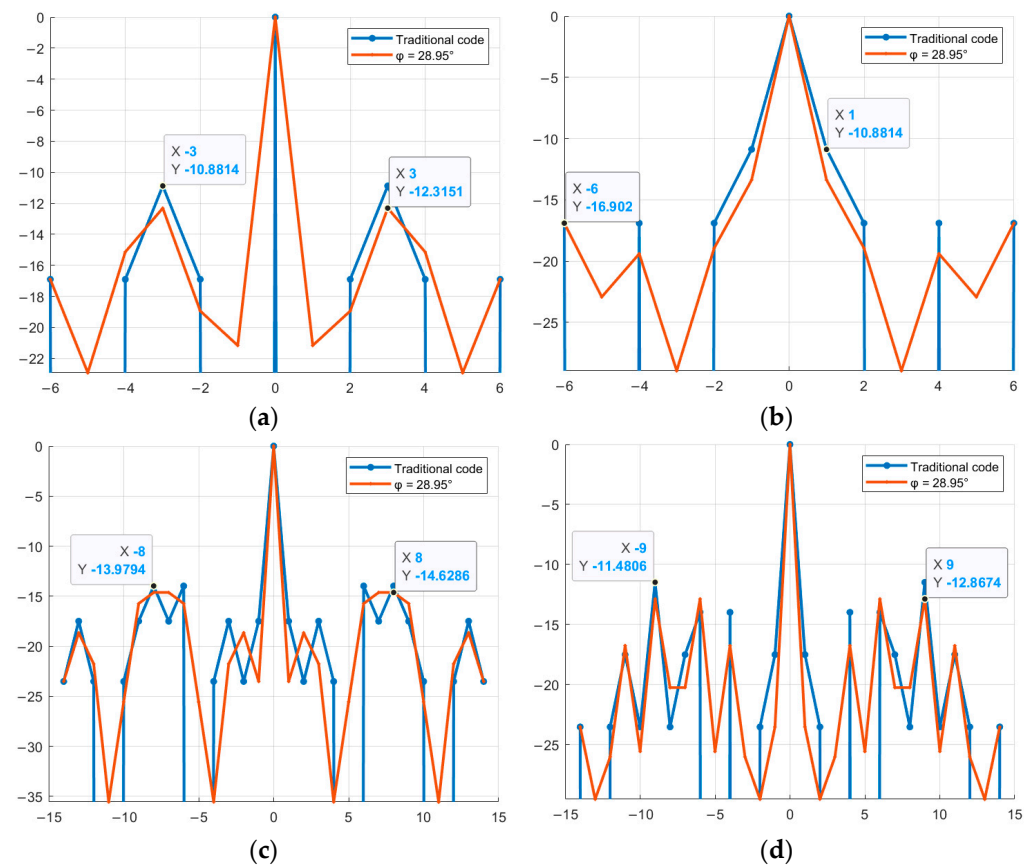 0
−2
−4
−6
−8
−10
−12
−14
−16
−18
−20
−22
−6
−4
−2
0
2
4
6
Traditional code
φ = 28.95°
X -3
Y -10.8814
X 3
Y -12.3151
(a)
0
−5
−10
−15
−20
−25
−6
−4
−2
0
2
4
6
Traditional code
φ = 28.95°
X 1
Y -10.8814
X -6
Y -16.902
(b)
0
−5
−10
−15
−20
−25
−30
−35
−15
−10
−5
0
5
10
15
Traditional code
φ = 28.95°
X -8
Y -13.9794
X 8
Y -14.6286
(c)
0
−5
−10
−15
−20
−25
−15
−10
−5
0
5
10
15
Traditional code
φ = 28.95°
X -9
Y -11.4806
X 9
Y -12.8674
(d)